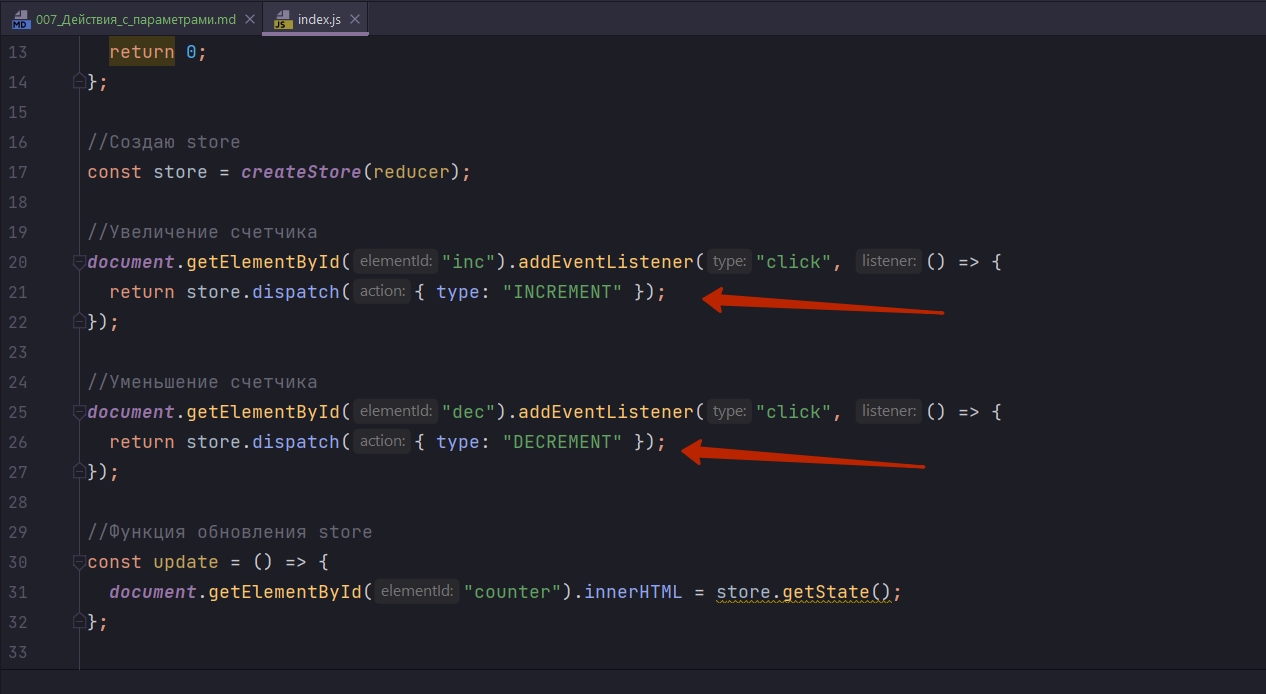 MD 007_Действия_с_параметрами.md JS index.js
13 return 0;
14 };
15
16 //Создаю store
17 const store = createStore(reducer);
18
19 //Увеличение счетчика
20 document.getElementById( elementId: "inc").addEventListener( type: "click", listener: () => {
21 return store.dispatch( action: { type: "INCREMENT" });
22 });
23
24 //Уменьшение счетчика
25 document.getElementById( elementId: "dec").addEventListener( type: "click", listener: () => {
26 return store.dispatch( action: { type: "DECREMENT" });
27 });
28
29 //Функция обновления store
30 const update = () => {
31 document.getElementById( elementId: "counter").innerHTML = store.getState();
32 };
33